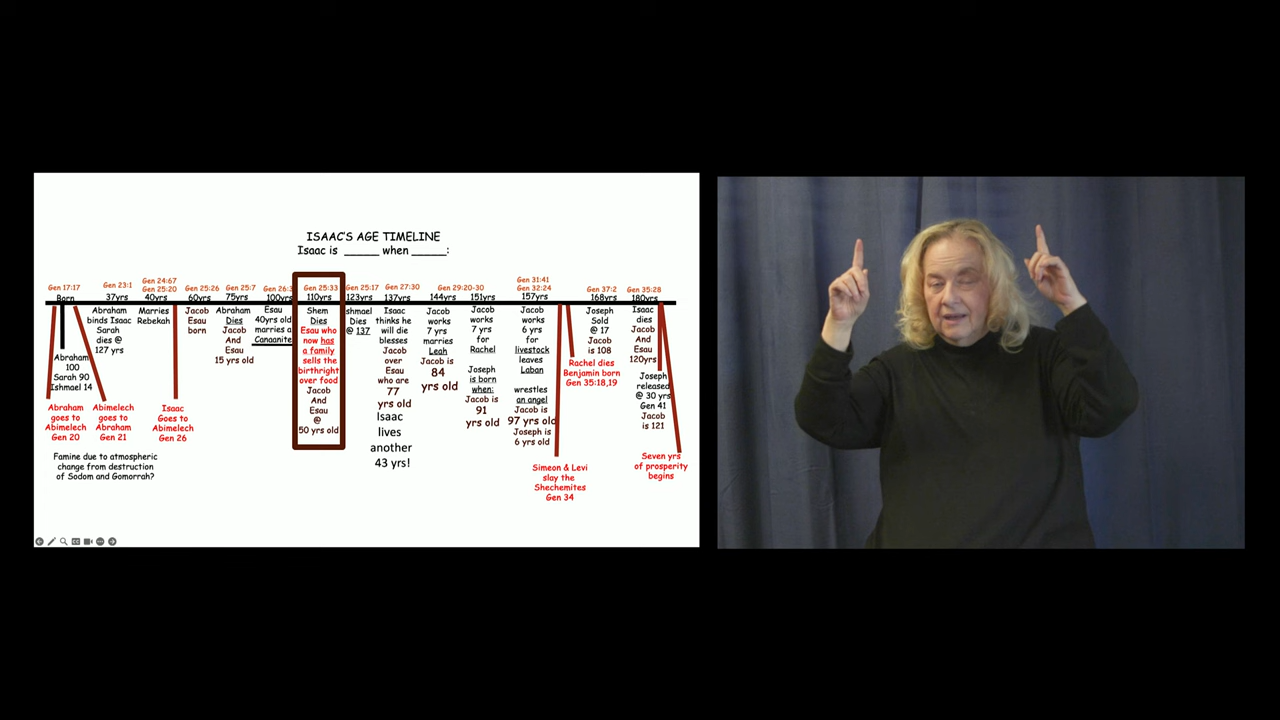 ISAAC'S AGE TIMELINE
Isaac is _____ when _____:
Gen 17:17
Born
Abraham
100
Sarah 90
Ishmael 14
Abraham
goes to
Abimelech
Gen 20
Abimelech
goes to
Abraham
Gen 21
Famine due to atmospheric
change from destruction
of Sodom and Gomorrah?
Gen 23:1
37yrs
Abraham
binds Isaac
Sarah
dies @
127 yrs
Gen 24:67
Gen 25:20
40yrs
Marries
Rebekah
Isaac
Goes to
Abimelech
Gen 26
Gen 25:26
60yrs
Jacob
Esau
born
Gen 25:7
75yrs
Abraham
Dies
Jacob
And
Esau
15 yrs old
Gen 26:3
100yrs
Esau
40yrs old
marries a
Canaanite
Gen 25:33
110yrs
Shem
Dies
Esau who
now has
a family
sells the
birthright
over food
Jacob
And
Esau
@
50 yrs old
Gen 25:17
123yrs
shmael
Dies
@ 137
Gen 27:30
137yrs
Isaac
thinks he
will die
blesses
Jacob
over
Esau
who are
77
yrs old
Isaac
lives
another
43 yrs!
Gen 29:20-30
144yrs
Jacob
works
7 yrs
marries
Leah
Jacob is
84
yrs old
151yrs
Jacob
works
7 yr
for
Rachel
Joseph
is born
when:
Jacob is
91
yrs old
Gen 31:41
Gen 32:24
157yrs
Jacob
works
6 yrs
for
livestock
leaves
Laban
wrestles
an angel
Jacob is
97 yrs old
Joseph is
6 yrs old
Simeon & Levi
slay the
Shechemites
Gen 34
Gen 37:2
168yrs
Joseph
Sold
@ 17
Jacob
is 108
Rachel dies
Benjamin born
Gen 35:18,19
Gen 35:28
180yrs
Isaac
dies
Jacob
And
Esau
120yrs
Joseph
released
@ 30 yrs
Gen 41
Jacob
is 121
Seven yrs
of prosperity
begins